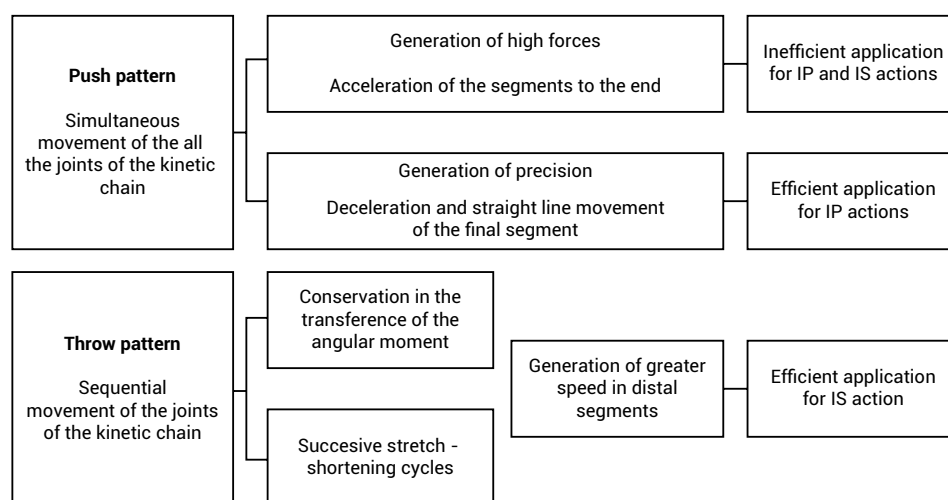 Push pattern
Simultaneous
movement of the all
the joints of the kinetic
chain
Generation of high forces
Acceleration of the segments to the end
Inefficient application
for IP and IS actions
Generation of precision
Deceleration and straight line movement
of the final segment
Efficient application
for IP actions
Throw pattern
Sequential
movement of the joints
of the kinetic chain
Conservation in the
transference of the
angular moment
Succesive stretch -
shortening cycles
Generation of greater
speed in distal
segments
Efficient application
for IS action